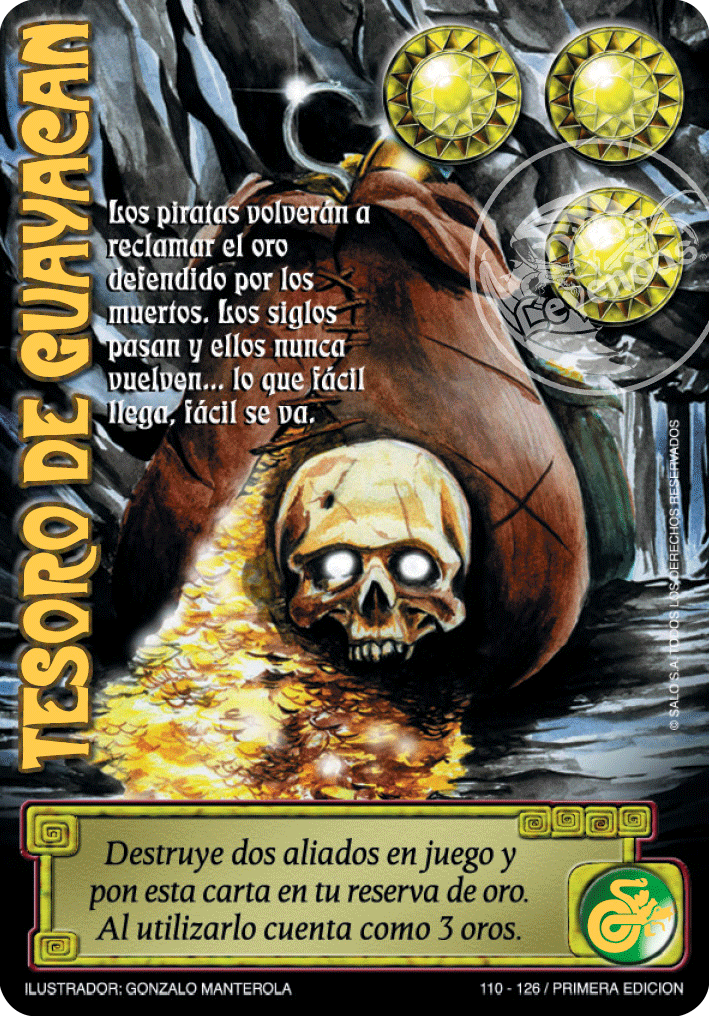 TESORO DE GUAYACAN
Los piratas volverán a
reclamar el oro
defendido por los
muertos. Los siglos
pasan y ellos nunca
vuelven... lo que fácil
llega, fácil se va.
Leyendas
© SALO S.A TODOS LOS DERECHOS RESERVADOS
Destruye dos aliados en juego y
pon esta carta en tu reserva de oro.
Al utilizarlo cuenta como 3 oros.
ILUSTRADOR: GONZALO MANTEROLA
110 - 126 / PRIMERA EDICION